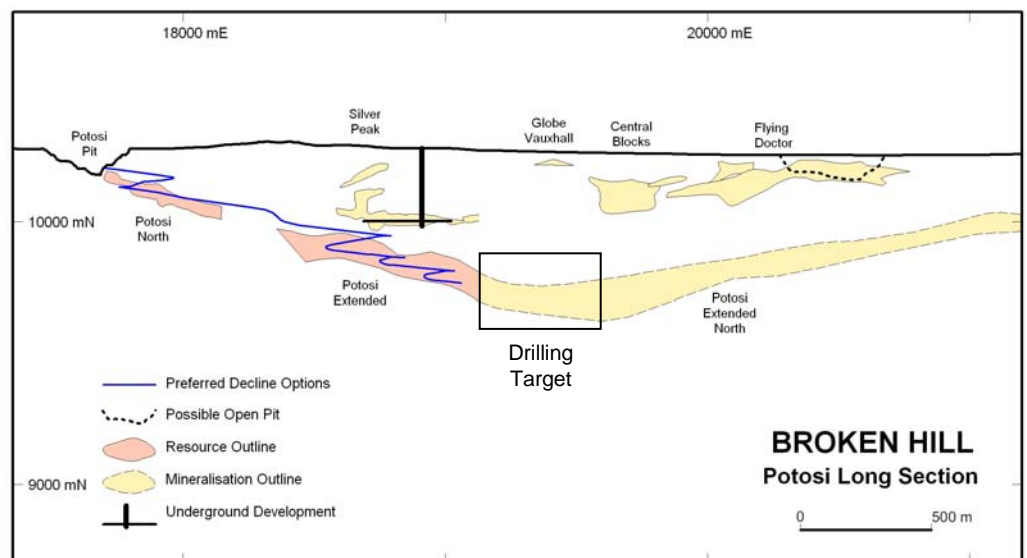 18000 mE
20000 mE
Potosi
Pit
Silver
Peak
Globe
Vauxhall
Central
Blocks
Flying
Doctor
10000 mN
Potosi
North
Potosi
Extended
Potosi
Extended
North
Drilling
Target
Preferred Decline Options
Possible Open Pit
Resource Outline
Mineralisation Outline
Underground Development
9000 mN
BROKEN HILL
Potosi Long Section
0
500 m